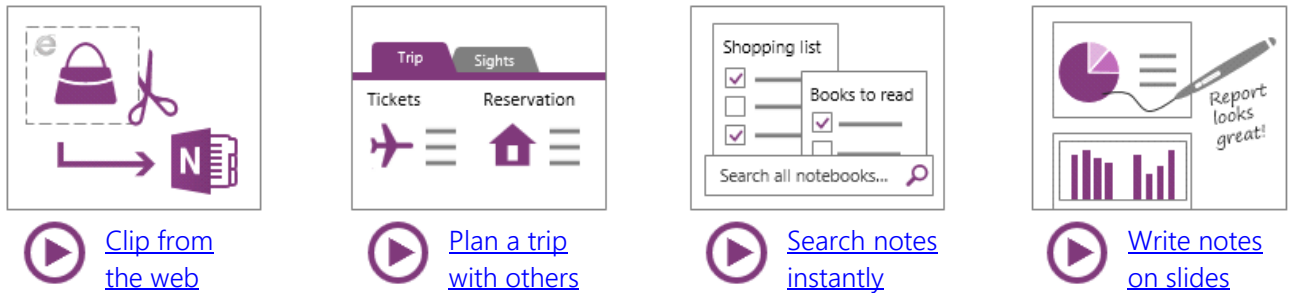 Trip
Sights
Tickets
Reservation
N
Shopping list
Books to read
Search all notebooks...
Report
looks
great!
Clip from
the web
Plan a trip
with others
Search notes
instantly
Write notes
on slides